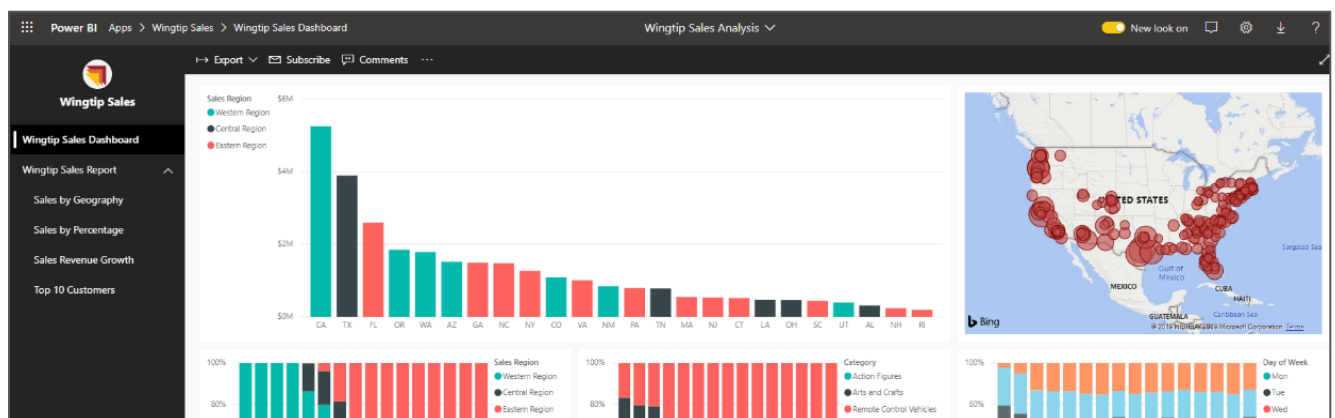 Power BI Apps > Wingtip Sales > Wingtip Sales Dashboard
Wingtip Sales Analysis
New look on
?
Export
Subscribe
Comments
...
Wingtip Sales
Wingtip Sales Dashboard
Wingtip Sales Report
Sales by Geography
Sales by Percentage
Sales Revenue Growth
Top 10 Customers
Sales Region
Western Region
Central Region
Eastern Region
$6M
$4M
$2M
$0M
CA TX FL OR WA AZ GA NC NY CO VA NM PA TN MA NJ CT LA OH SC UT AL NH RI
UNITED STATES
Sargasso Sea
Gulf of
Mexico
MEXICO
CUBA
HAITI
GUATEMALA
Caribbean Sea
Bing
Microsoft Corporation Terms
100%
80%
Sales Region
Western Region
Central Region
Eastern Region
100%
80%
Category
Action Figures
Arts and Crafts
Remote Control Vehicles
100%
80%
Day of Week
Mon
Tue
Wed